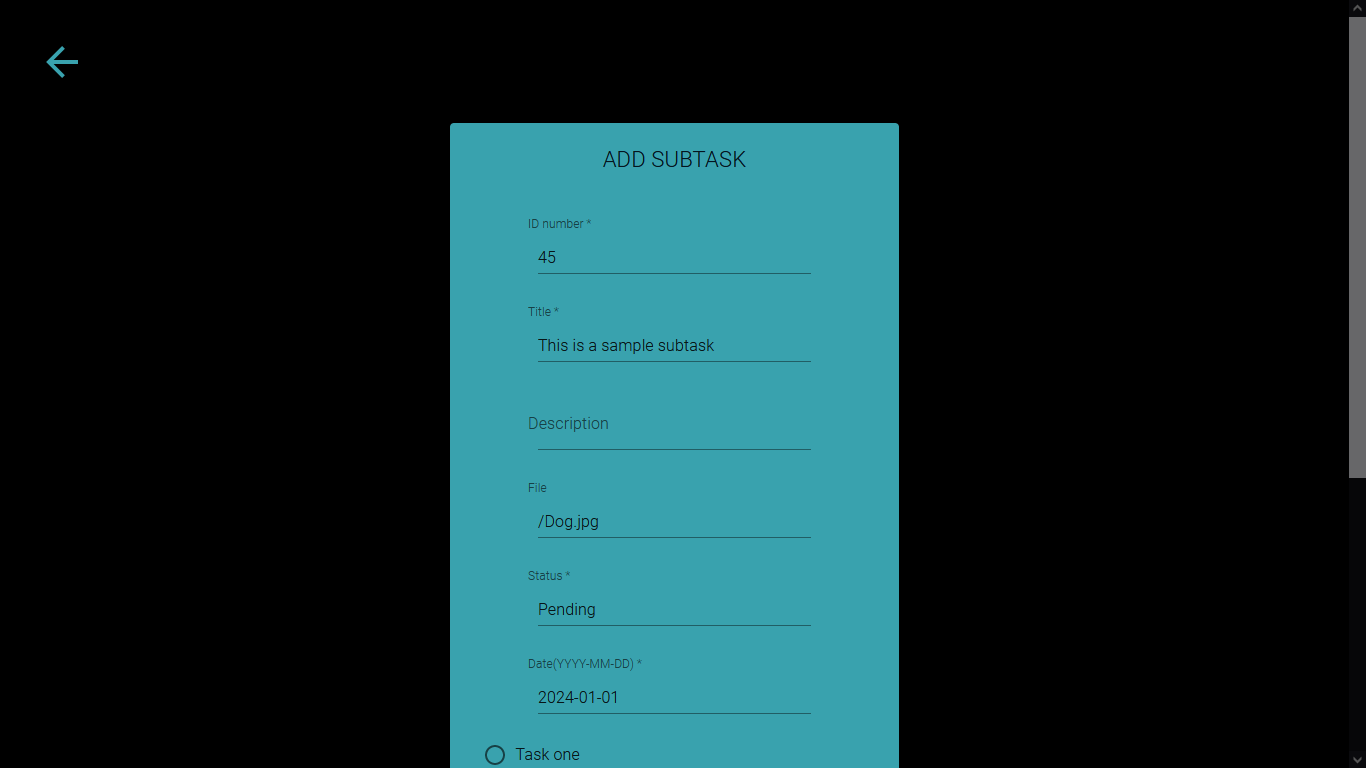 ADD SUBTASK
ID number *
45
Title *
This is a sample subtask
Description
File
/Dog.jpg
Status *
Pending
Date(YYYY-MM-DD) *
2024-01-01
Task one